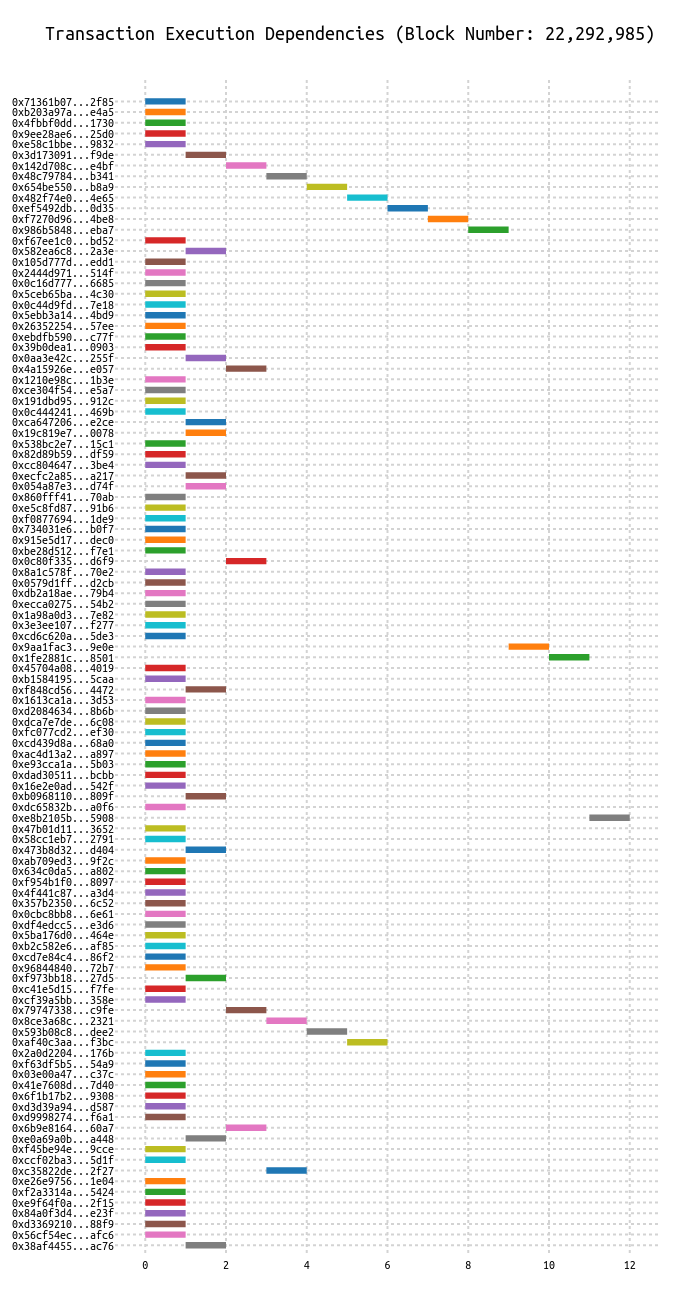 Transaction Execution Dependencies (Block Number: 22,292,985)
0x71361b07...2f85
0xb203a97a...e4a5
0x4fbbf0dd...1730
0x9ee28ae6...25d0
0xe58c1bbe...9832
0x3d173091...f9de
0x142d708c...e4bf
0x48c79784...b341
0x654be550...b8a9
0x482f74e0...4e65
0xef5492db...0d35
0xf7270d96...4be8
0x986b5848...eba7
0xf67ee1c0...bd52
0x582ea6c8...2a3e
0x105d777d...edd1
0x2444d971...514f
0x0c16d777...6685
0x5ceb65ba...4c30
0x0c44d9fd...7e18
0x5ebb3a14...4bd9
0x26352254...57ee
0xebdfb590...c77f
0x39b0dea1...0903
0x0aa3e42c...255f
0x4a15926e...e057
0x1210e98c...1b3e
0xce304f54...e5a7
0x191dbd95...912c
0x0c444241...469b
0xca647206...e2ce
0x19c819e7...0078
0x538bc2e7...15c1
0x82d89b59...df59
0xcc804647...3be4
0xecfc2a85...a217
0x054a87e3...d74f
0x860fff41...70ab
0xe5c8fd87...91b6
0xf0877694...1de9
0x734031e6...b0f7
0x915e5d17...dec0
0xbe28d512...f7e1
0x0c80f335...d6f9
0x8a1c578f...70e2
0x0579d1ff...d2cb
0xdb2a18ae...79b4
0xecca0275...54b2
0x1a98a0d3...7e82
0x3e3ee107...f277
0xcd6c620a...5de3
0x9aa1fac3...9e0e
0x1fe2881c...8501
0x45704a08...4019
0xb1584195...5caa
0xf848cd56...4472
0x1613ca1a...3d53
0xd2084634...8b6b
0xdca7e7de...6c08
0xfc077cd2...ef30
0xcd439d8a...68a0
0xac4d13a2...a897
0xe93cca1a...5b03
0xdad30511...bcbb
0x16e2e0ad...542f
0xb0968110...809f
0xdc65832b...a0f6
0xe8b2105b...5908
0x47b01d11...3652
0x58cc1eb7...2791
0x473b8d32...d404
0xab709ed3...9f2c
0x634c0da5...a802
0xf954b1f0...8097
0x4f441c87...a3d4
0x357b2350...6c52
0x0cbc8bb8...6e61
0xdf4edcc5...e3d6
0x5ba176d0...464e
0xb2c582e6...af85
0xcd7e84c4...86f2
0x96844840...72b7
0xf973bb18...27d5
0xc41e5d15...f7fe
0xcf39a5bb...358e
0x79747338...c9fe
0x8ce3a68c...2321
0x593b08c8...dee2
0xaf40c3aa...f3bc
0x2a0d2204...176b
0xf63df5b5...54a9
0x03e00a47...c37c
0x41e7608d...7d40
0x6f1b17b2...9308
0xd3d39a94...d587
0xd9998274...f6a1
0x6b9e8164...60a7
0xe0a69a0b...a448
0xf45be94e...9cce
0xccf02ba3...5d1f
0xc35822de...2f27
0xe26e9756...1e04
0xf2a3314a...5424
0xe9f64f0a...2f15
0x84a0f3d4...e23f
0xd3369210...88f9
0x56cf54ec...afc6
0x38af4455...ac76
0 2 4 6 8 10 12